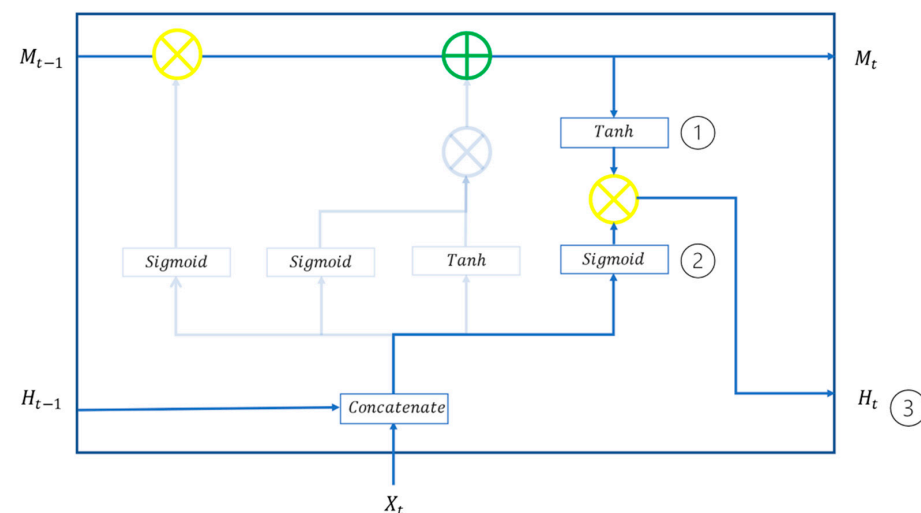 M_{t-1}
M_t
Tanh
1
Sigmoid
Sigmoid
Tanh
Sigmoid
2
H_{t-1}
Concatenate
H_t
3
X_t